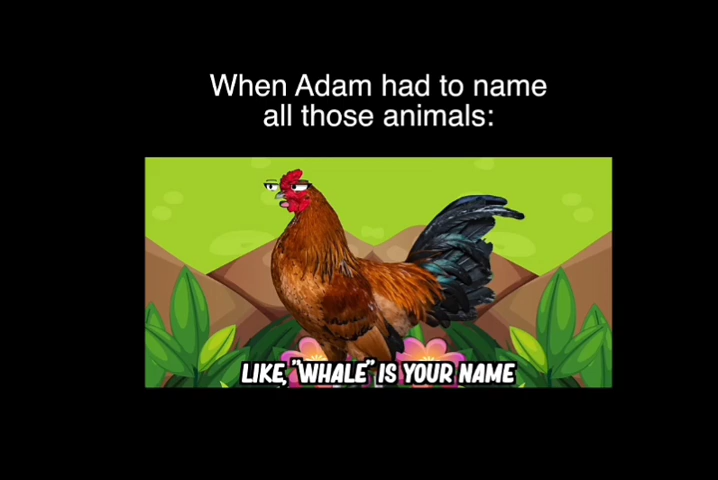 When Adam had to name
all those animals:
LIKE, "WHALE" IS YOUR NAME